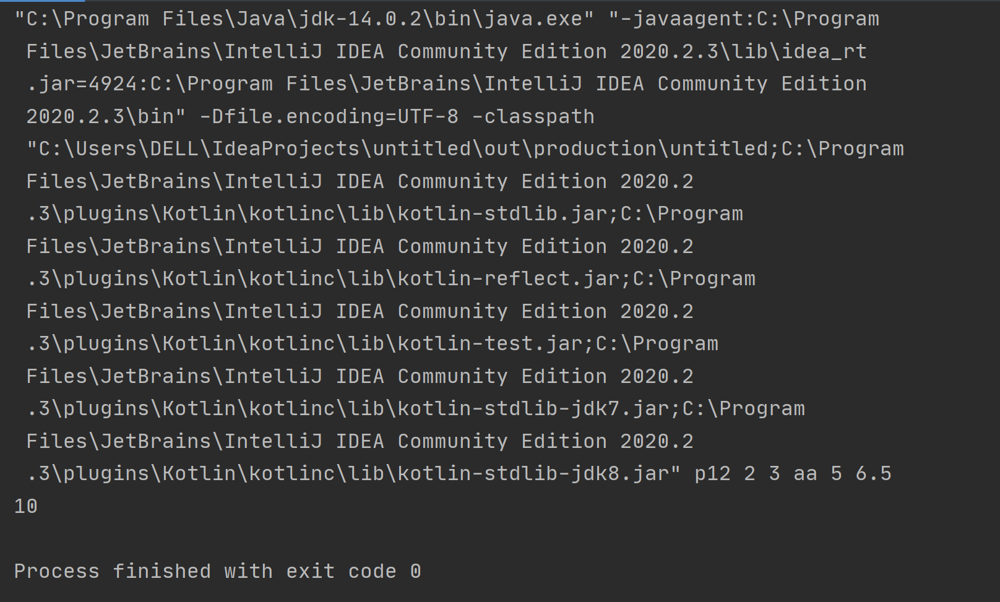 "C:\Program Files\Java\jdk-14.0.2\bin\java.exe" "-javaagent:C:\Program
Files\JetBrains\IntelliJ IDEA Community Edition 2020.2.3\lib\idea_rt
.jar=4924:C:\Program Files\JetBrains\IntelliJ IDEA Community Edition
2020.2.3\bin" -Dfile.encoding=UTF-8 -classpath
"C:\Users\DELL\IdeaProjects\untitled\out\production\untitled;C:\Program
Files\JetBrains\IntelliJ IDEA Community Edition 2020.2
.3\plugins\Kotlin\kotlinc\lib\kotlin-stdlib.jar;C:\Program
Files\JetBrains\IntelliJ IDEA Community Edition 2020.2
.3\plugins\Kotlin\kotlinc\lib\kotlin-reflect.jar;C:\Program
Files\JetBrains\IntelliJ IDEA Community Edition 2020.2
.3\plugins\Kotlin\kotlinc\lib\kotlin-test.jar;C:\Program
Files\JetBrains\IntelliJ IDEA Community Edition 2020.2
.3\plugins\Kotlin\kotlinc\lib\kotlin-stdlib-jdk7.jar;C:\Program
Files\JetBrains\IntelliJ IDEA Community Edition 2020.2
.3\plugins\Kotlin\kotlinc\lib\kotlin-stdlib-jdk8.jar" p12 2 3 aa 5 6.5
10
Process finished with exit code 0